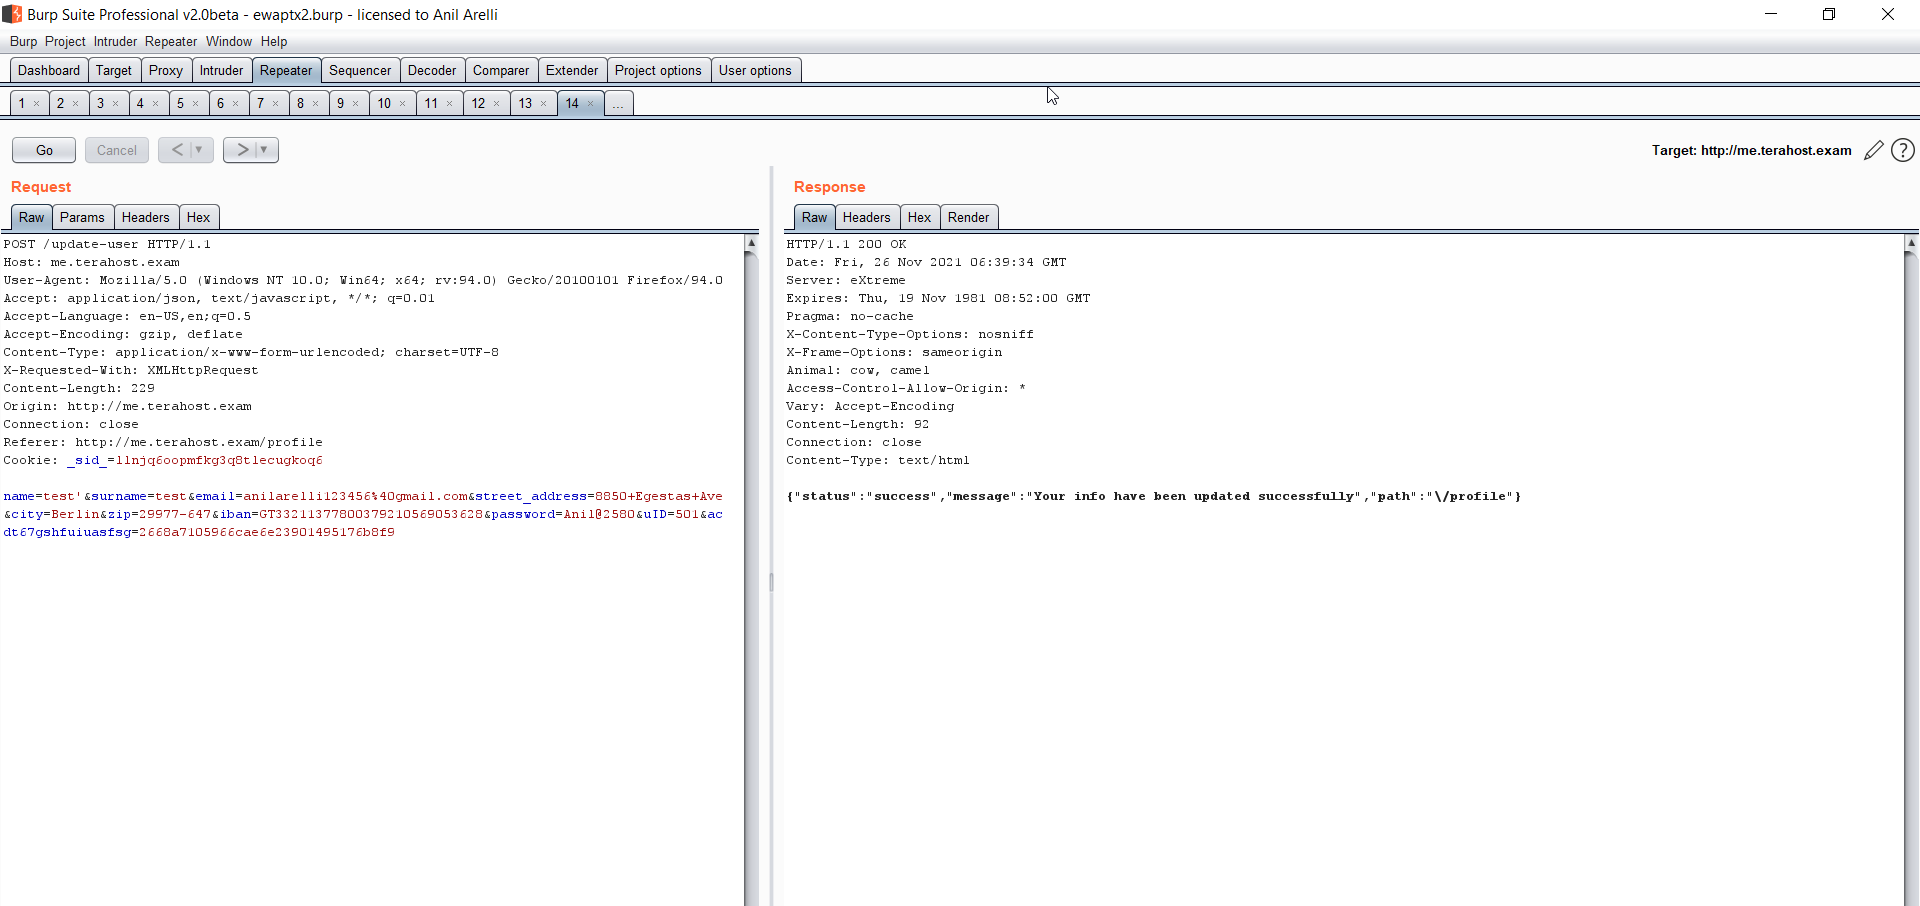 Burp Suite Professional v2.0beta - ewaptx2.burp - licensed to Anil Arelli
Burp Project Intruder Repeater Window Help
Dashboard Target Proxy Intruder Repeater Sequencer Decoder Comparer Extender Project options User options
1 × 2 × 3 × 4 × 5 × 6 × 7 × 8 × 9 × 10 × 11 × 12 × 13 × 14 × ...
Go Cancel < > Target: http://me.terahost.exam ?
Request
Raw Params Headers Hex
POST /update-user HTTP/1.1
Host: me.terahost.exam
User-Agent: Mozilla/5.0 (Windows NT 10.0; Win64; x64; rv:94.0) Gecko/20100101 Firefox/94.0
Accept: application/json, text/javascript, */*; q=0.01
Accept-Language: en-US,en;q=0.5
Accept-Encoding: gzip, deflate
Content-Type: application/x-www-form-urlencoded; charset=UTF-8
X-Requested-With: XMLHttpRequest
Content-Length: 229
Origin: http://me.terahost.exam
Connection: close
Referer: http://me.terahost.exam/profile
Cookie: _sid_=llnjq6oopmfkg3q8tlecugkoq6
name=test'&surname=test&email=anilarelli123456%40gmail.com&street_address=8850+Egestas+Ave
&city=Berlin&zip=29977-647&iban=GT33211377800379210569053628&password=Anil@2580&uID=501&ac
dt67gshfuiuasfsg=2668a7105966cae6e23901495176b8f9
Response
Raw Headers Hex Render
HTTP/1.1 200 OK
Date: Fri, 26 Nov 2021 06:39:34 GMT
Server: eXtreme
Expires: Thu, 19 Nov 1981 08:52:00 GMT
Pragma: no-cache
X-Content-Type-Options: nosniff
X-Frame-Options: sameorigin
Animal: cow, camel
Access-Control-Allow-Origin: *
Vary: Accept-Encoding
Content-Length: 92
Connection: close
Content-Type: text/html
{"status":"success","message":"Your info have been updated successfully","path":"\/profile"}